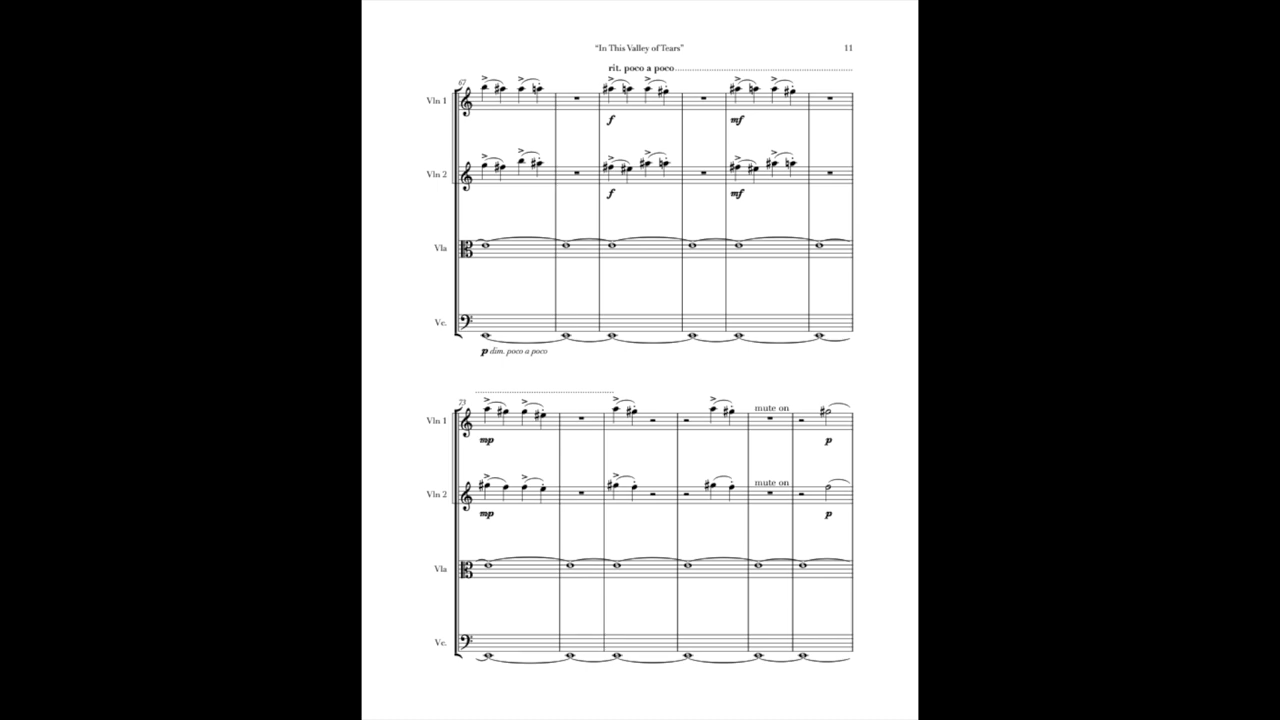 "In This Valley of Tears" 11
rit. poco a poco
67
Vln 1
f mf
Vln 2
f mf
Vla
Vc.
p dim. poco a poco
73
Vln 1 mute on
mp p
Vln 2 mute on
mp p
Vla
Vc.